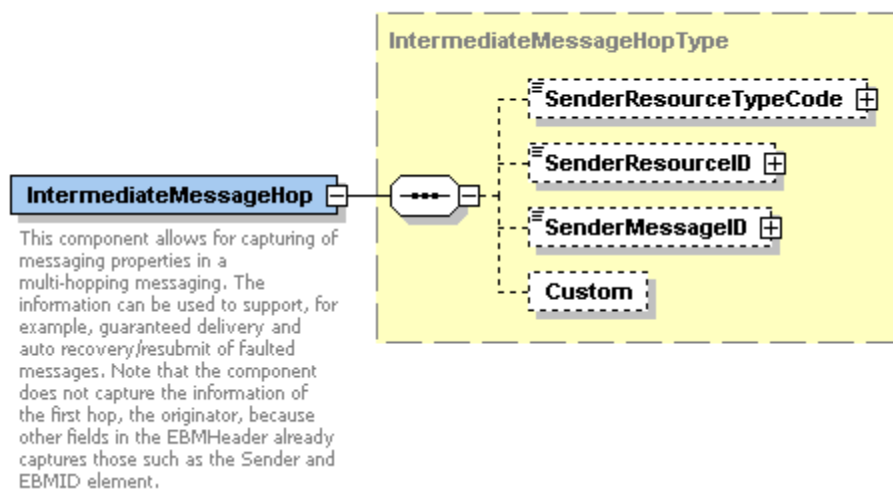 IntermediateMessageHopType
SenderResourceTypeCode
SenderResourceID
IntermediateMessageHop
SenderMessageID
Custom
This component allows for capturing of
messaging properties in a
multi-hopping messaging. The
information can be used to support, for
example, guaranteed delivery and
auto recovery/resubmit of faulted
messages. Note that the component
does not capture the information of
the first hop, the originator, because
other fields in the EBMHeader already
captures those such as the Sender and
EBMID element.